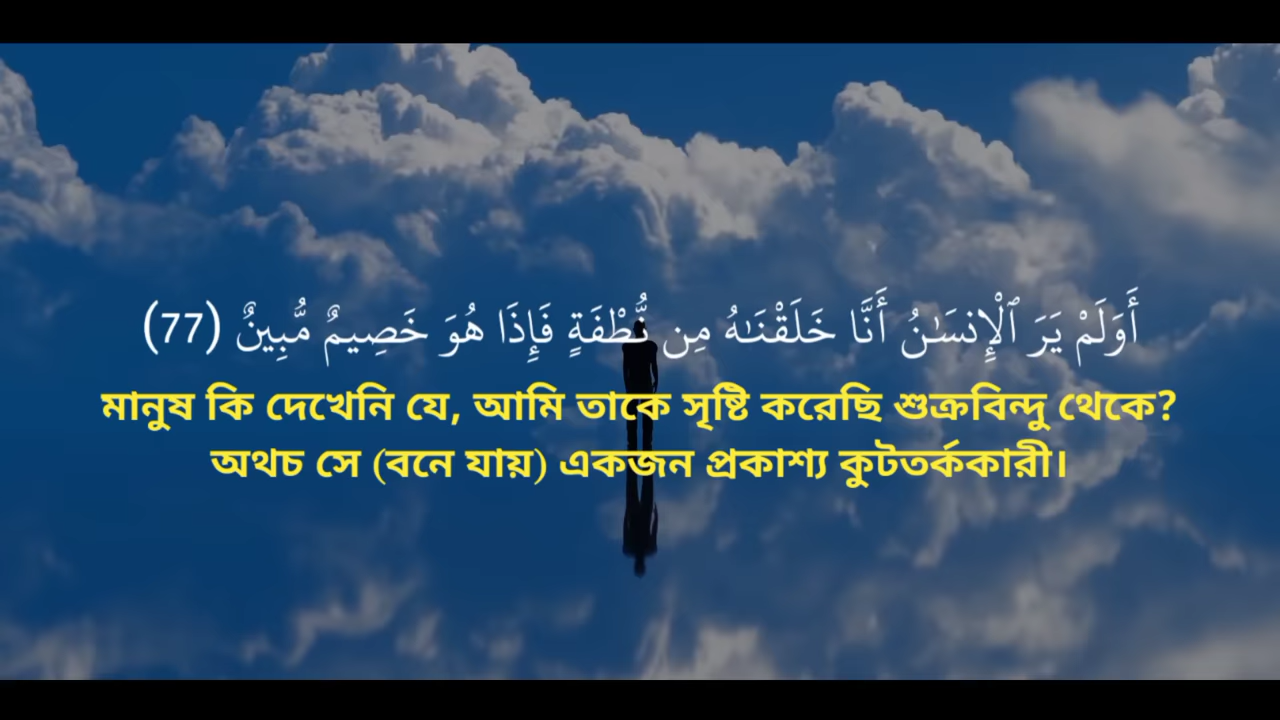 أَوَلَمْ يَرَ ٱلْإِنسَـٰنُ أَنَّا خَلَقْنَـٰهُ مِن نُّطْفَةٍ فَإِذَا هُوَ خَصِيمٌ مُّبِينٌ (77)
মানুষ কি দেখেনি যে, আমি তাকে সৃষ্টি করেছি শুক্রবিন্দু থেকে?
অথচ সে (বনে যায়) একজন প্রকাশ্য কুটতর্ককারী।